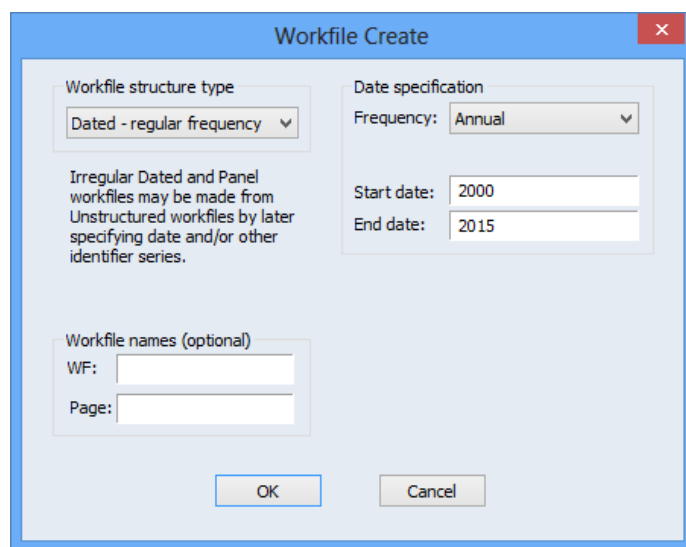 Workfile Create
Workfile structure type
Dated - regular frequency
Irregular Dated and Panel
workfiles may be made from
Unstructured workfiles by later
specifying date and/or other
identifier series.
Date specification
Frequency: Annual
Start date: 2000
End date: 2015
Workfile names (optional)
WF:
Page:
OK Cancel